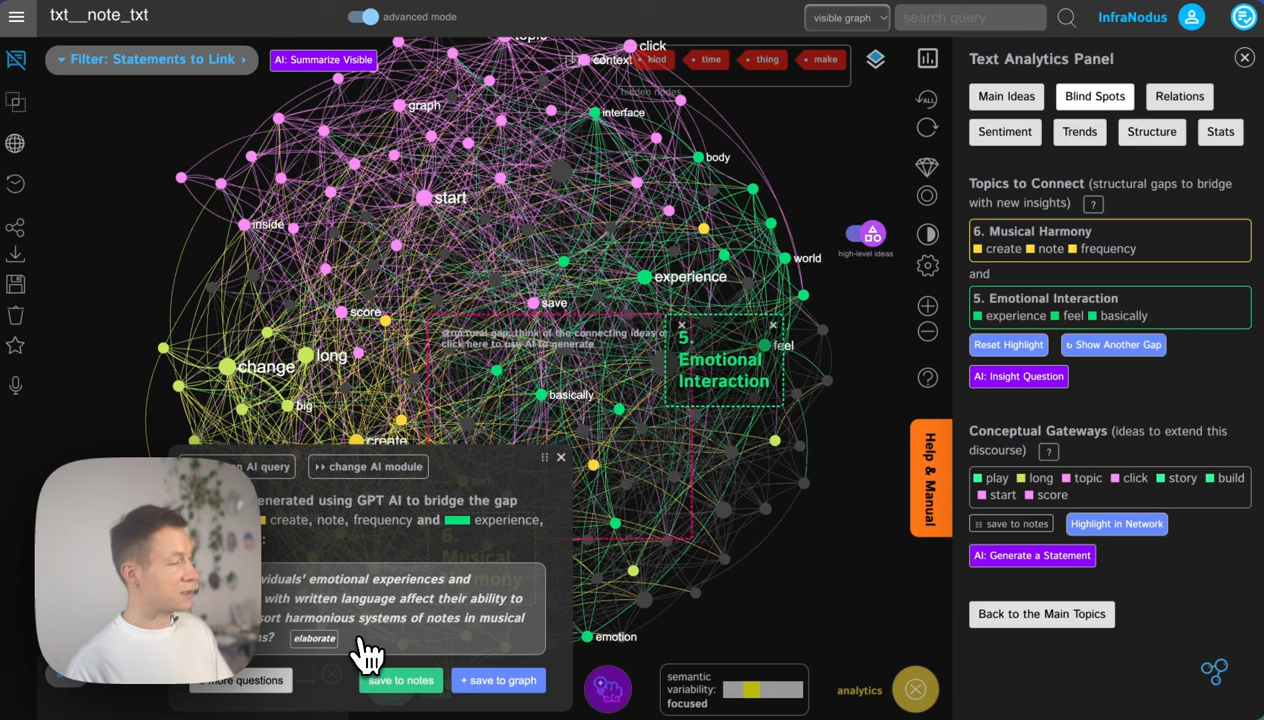 txt__note_txt
advanced mode
visible graph
search query
InfraNodus
Filter: Statements to Link
AI: Summarize Visible
topic
click
context
kind
time
thing
make
hidden nodes
graph
interface
body
start
inside
high-level ideas
world
experience
save
score
structural gap: think of the connecting ideas o
click here to use AI to generate
5.
Emotional
Interaction
feel
change
long
big
basically
create
AI query
change AI module
enerated using GPT AI to bridge the gap
create, note, frequency and experience,
:
6.
Musical
viduals' emotional experiences and
with written language affect their ability to
sort harmonious systems of notes in musical
ns? elaborate
more questions
save to notes
+ save to graph
emotion
semantic
variability:
focused
analytics
Help & Manual
Text Analytics Panel
Main Ideas
Blind Spots
Relations
Sentiment
Trends
Structure
Stats
Topics to Connect (structural gaps to bridge
with new insights) ?
6. Musical Harmony
create note frequency
and
5. Emotional Interaction
experience feel basically
Reset Highlight
↻ Show Another Gap
AI: Insight Question
Conceptual Gateways (ideas to extend this
discourse) ?
play long topic click story build
start score
save to notes
Highlight in Network
AI: Generate a Statement
Back to the Main Topics